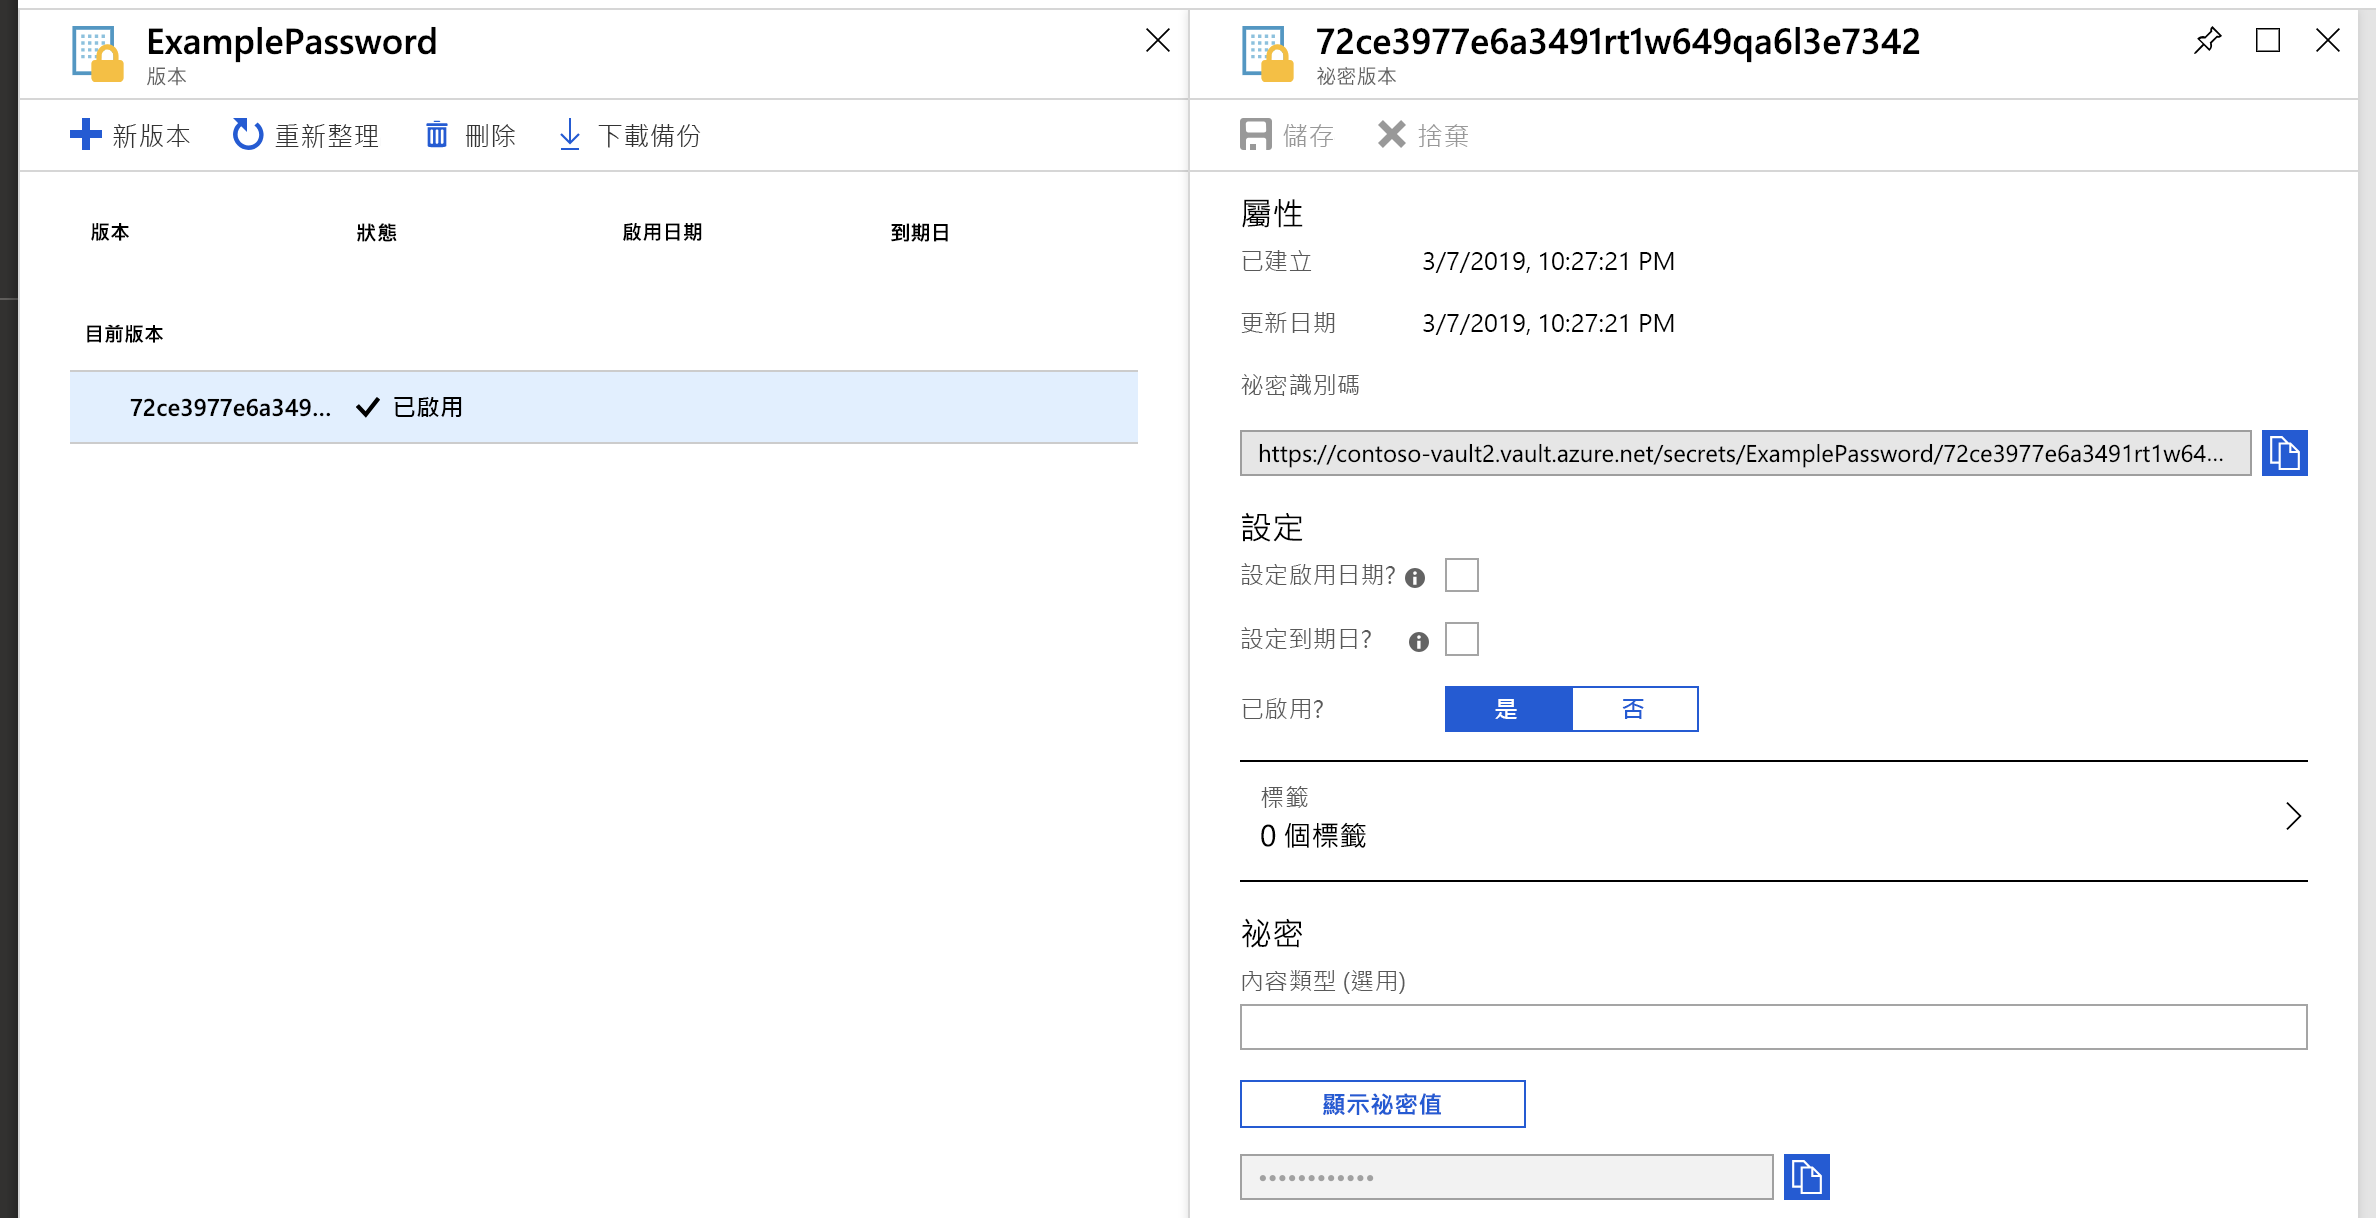 ExamplePassword
版本
新版本 重新整理 刪除 下載備份
版本 狀態 啟用日期 到期日
目前版本
72ce3977e6a349... 已啟用
72ce3977e6a3491rt1w649qa6l3e7342
祕密版本
儲存 捨棄
屬性
已建立 3/7/2019, 10:27:21 PM
更新日期 3/7/2019, 10:27:21 PM
祕密識別碼
https://contoso-vault2.vault.azure.net/secrets/ExamplePassword/72ce3977e6a3491rt1w64...
設定
設定啟用日期?
設定到期日?
已啟用? 是 否
標籤
0 個標籤
祕密
內容類型 (選用)
顯示祕密值
••••••••••••